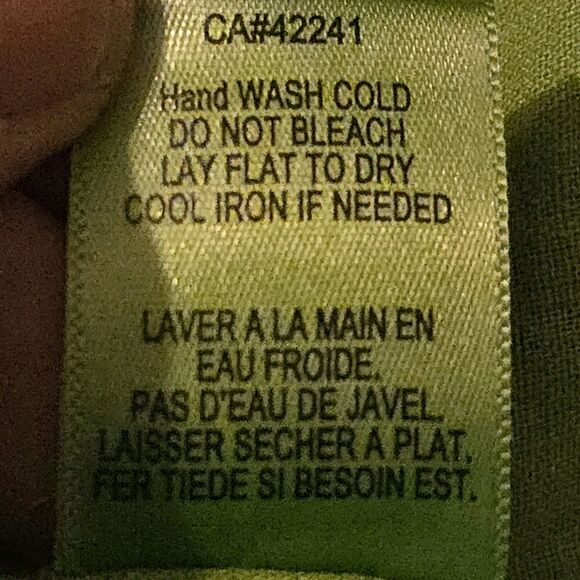 CA#42241
Hand WASH COLD
DO NOT BLEACH
LAY FLAT TO DRY
COOL IRON IF NEEDED
LAVER A LA MAIN EN
EAU FROIDE.
PAS D'EAU DE JAVEL.
LAISSER SECHER A PLAT.
FER TIEDE SI BESOIN EST.